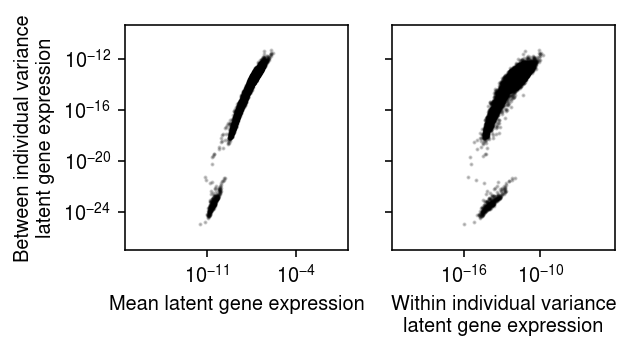 Between individual variance
latent gene expression
10⁻¹²
10⁻¹⁶
10⁻²⁰
10⁻²⁴
10⁻¹¹ 10⁻⁴
Mean latent gene expression
10⁻¹⁶ 10⁻¹⁰
Within individual variance
latent gene expression